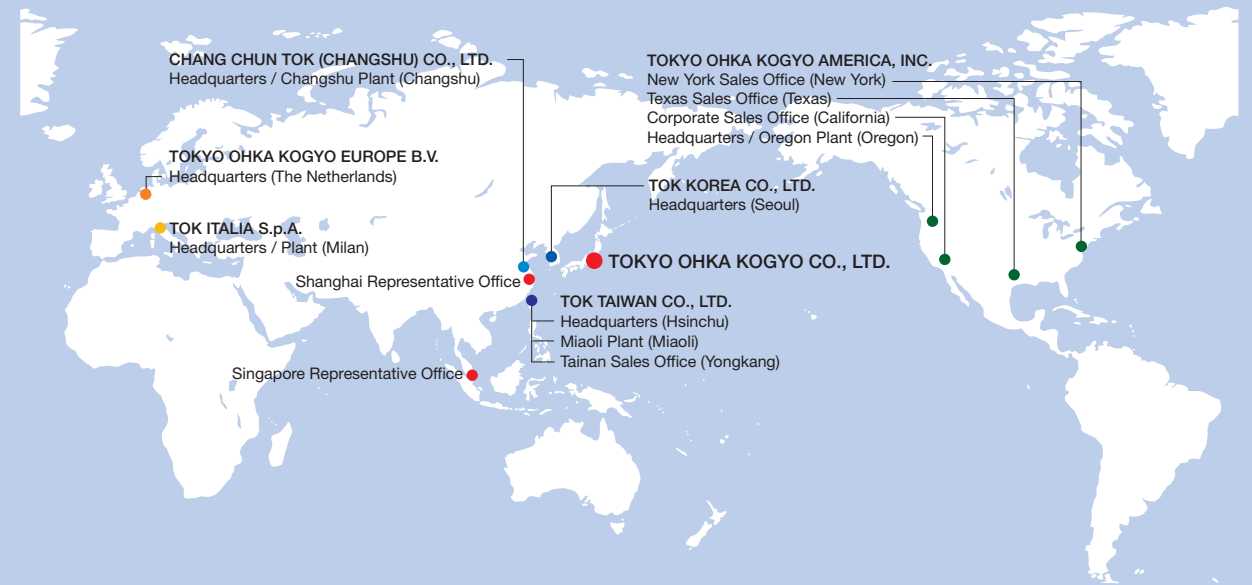 CHANG CHUN TOK (CHANGSHU) CO., LTD.
Headquarters / Changshu Plant (Changshu)
TOKYO OHKA KOGYO AMERICA, INC.
New York Sales Office (New York)
Texas Sales Office (Texas)
Corporate Sales Office (California)
Headquarters / Oregon Plant (Oregon)
TOKYO OHKA KOGYO EUROPE B.V.
Headquarters (The Netherlands)
TOK KOREA CO., LTD.
Headquarters (Seoul)
TOK ITALIA S.p.A.
Headquarters / Plant (Milan)
TOKYO OHKA KOGYO CO., LTD.
Shanghai Representative Office
TOK TAIWAN CO., LTD.
Headquarters (Hsinchu)
Miaoli Plant (Miaoli)
Tainan Sales Office (Yongkang)
Singapore Representative Office